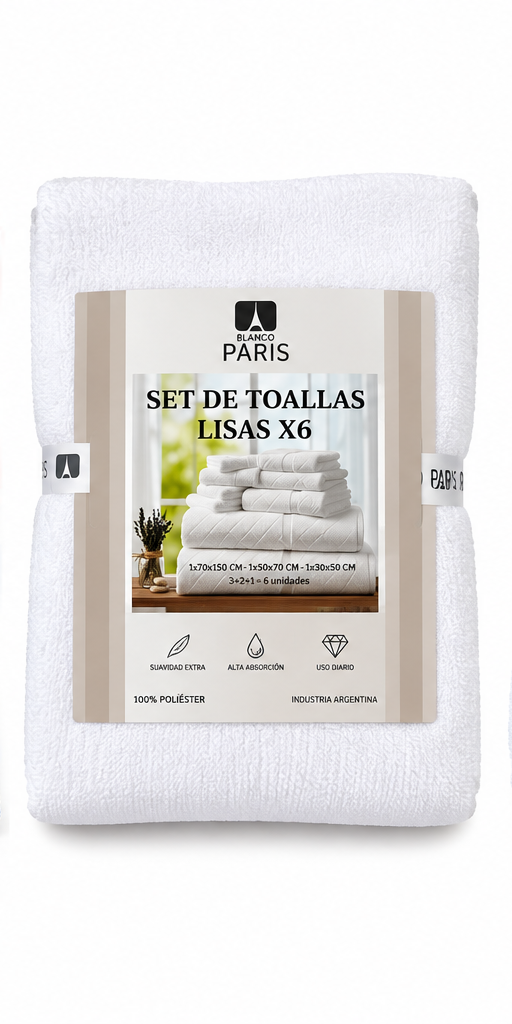 BLANCO
PARIS
SET DE TOALLAS
LISAS X6
1x70x150 CM - 1x50x70 CM - 1x30x50 CM
3+2+1 = 6 unidades
SUAVIDAD EXTRA
ALTA ABSORCIÓN
USO DIARIO
100% POLIÉSTER
INDUSTRIA ARGENTINA